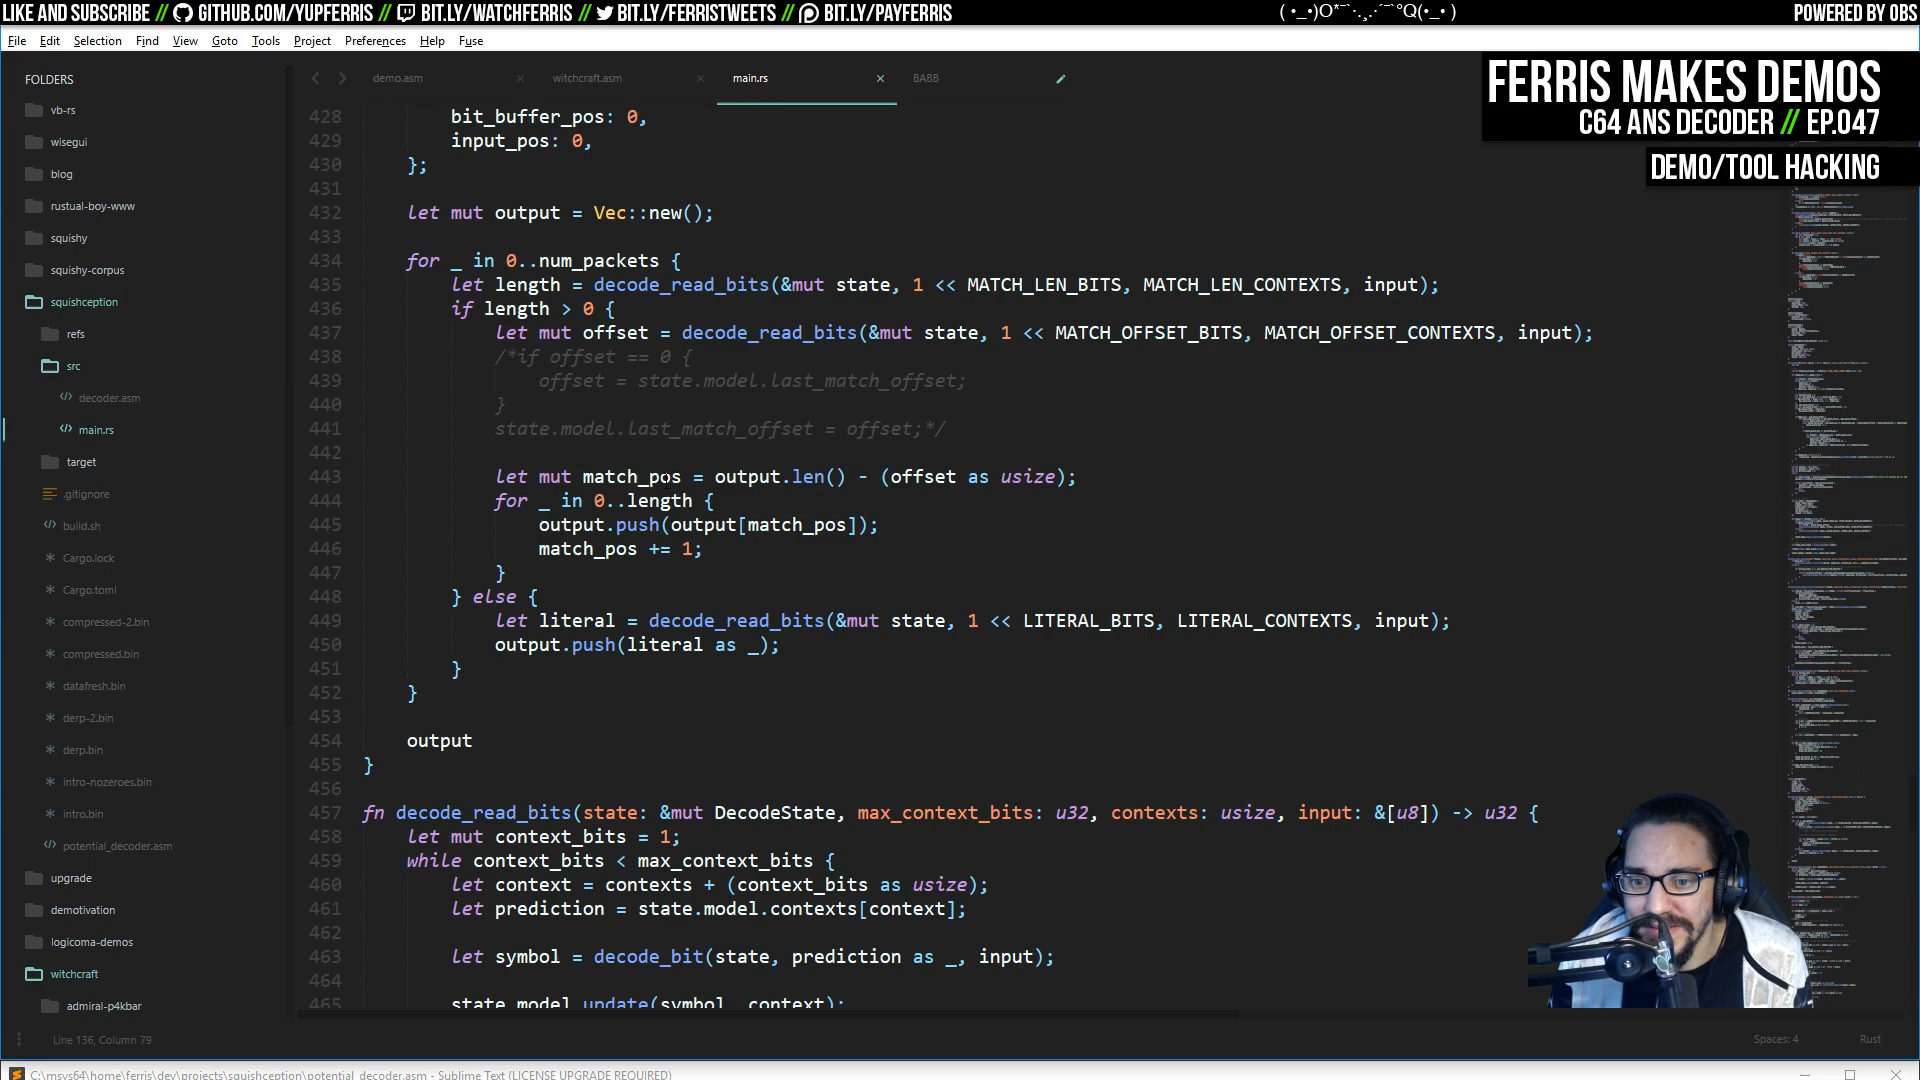 LIKE AND SUBSCRIBE // GITHUB.COM/YUPFERRIS // BIT.LY/WATCHFERRIS // BIT.LY/FERRISTWEETS // BIT.LY/PAYFERRIS
POWERED BY OBS
File Edit Selection Find View Goto Tools Project Preferences Help Fuse
FERRIS MAKES DEMOS
C64 ANS DECODER // EP.047
DEMO/TOOL HACKING
FOLDERS
vb-rs
wisegui
blog
rustual-boy-www
squishy
squishy-corpus
squishception
refs
src
decoder.asm
main.rs
target
.gitignore
build.sh
Cargo.lock
Cargo.toml
compressed-2.bin
compressed.bin
datafresh.bin
derp-2.bin
derp.bin
intro-nozeroes.bin
intro.bin
potential_decoder.asm
upgrade
demotivation
logicoma-demos
witchcraft
admiral-p4kbar
demo.asm witchcraft.asm main.rs BABB
428 bit_buffer_pos: 0,
429 input_pos: 0,
430 };
431
432 let mut output = Vec::new();
433
434 for _ in 0..num_packets {
435 let length = decode_read_bits(&mut state, 1 << MATCH_LEN_BITS, MATCH_LEN_CONTEXTS, input);
436 if length > 0 {
437 let mut offset = decode_read_bits(&mut state, 1 << MATCH_OFFSET_BITS, MATCH_OFFSET_CONTEXTS, input);
438 /*if offset == 0 {
439 offset = state.model.last_match_offset;
440 }
441 state.model.last_match_offset = offset;*/
442
443 let mut match_pos = output.len() - (offset as usize);
444 for _ in 0..length {
445 output.push(output[match_pos]);
446 match_pos += 1;
447 }
448 } else {
449 let literal = decode_read_bits(&mut state, 1 << LITERAL_BITS, LITERAL_CONTEXTS, input);
450 output.push(literal as _);
451 }
452 }
453
454 output
455 }
456
457 fn decode_read_bits(state: &mut DecodeState, max_context_bits: u32, contexts: usize, input: &[u8]) -> u32 {
458 let mut context_bits = 1;
459 while context_bits < max_context_bits {
460 let context = contexts + (context_bits as usize);
461 let prediction = state.model.contexts[context];
462
463 let symbol = decode_bit(state, prediction as _, input);
464
465 state.model.update(symbol, context);
Line 136, Column 79
Spaces: 4
Rust
C:\msys64\home\ferris\dev\projects\squishception\potential_decoder.asm - Sublime Text (LICENSE UPGRADE REQUIRED)